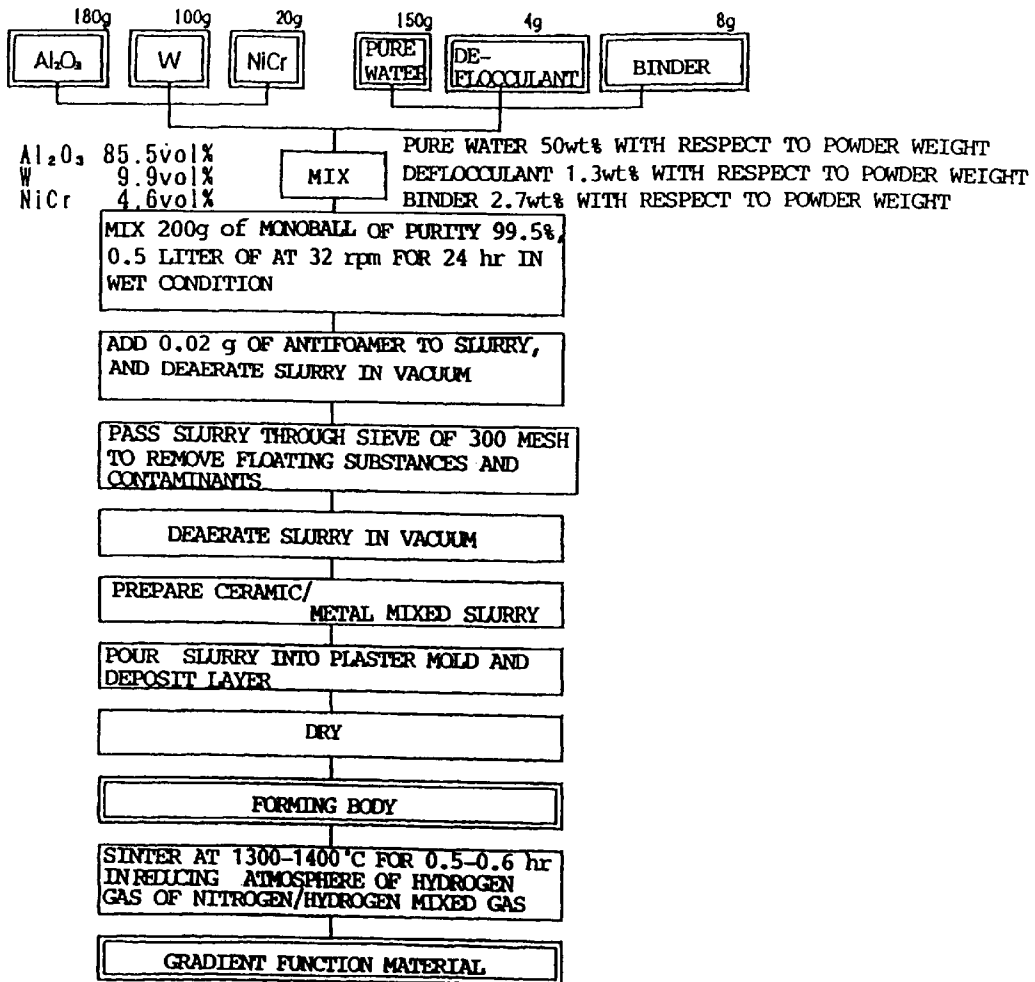 180g 100g 20g 150g 4g 8g
Al₂O₃ W NiCr PURE WATER DE-FLOCCULANT BINDER
Al₂O₃ 85.5vol%
W 9.9vol%
NiCr 4.6vol%
MIX
PURE WATER 50wt% WITH RESPECT TO POWDER WEIGHT
DEFLOCCULANT 1.3wt% WITH RESPECT TO POWDER WEIGHT
BINDER 2.7wt% WITH RESPECT TO POWDER WEIGHT
MIX 200g of MONOBALL OF PURITY 99.5%,
0.5 LITER OF AT 32 rpm FOR 24 hr IN
WET CONDITION
ADD 0.02 g OF ANTIFOAMER TO SLURRY,
AND DEAERATE SLURRY IN VACUUM
PASS SLURRY THROUGH SIEVE OF 300 MESH
TO REMOVE FLOATING SUBSTANCES AND
CONTAMINANTS
DEAERATE SLURRY IN VACUUM
PREPARE CERAMIC/
METAL MIXED SLURRY
POUR SLURRY INTO PLASTER MOLD AND
DEPOSIT LAYER
DRY
FORMING BODY
SINTER AT 1300-1400°C FOR 0.5-0.6 hr
IN REDUCING ATMOSPHERE OF HYDROGEN
GAS OF NITROGEN/HYDROGEN MIXED GAS
GRADIENT FUNCTION MATERIAL